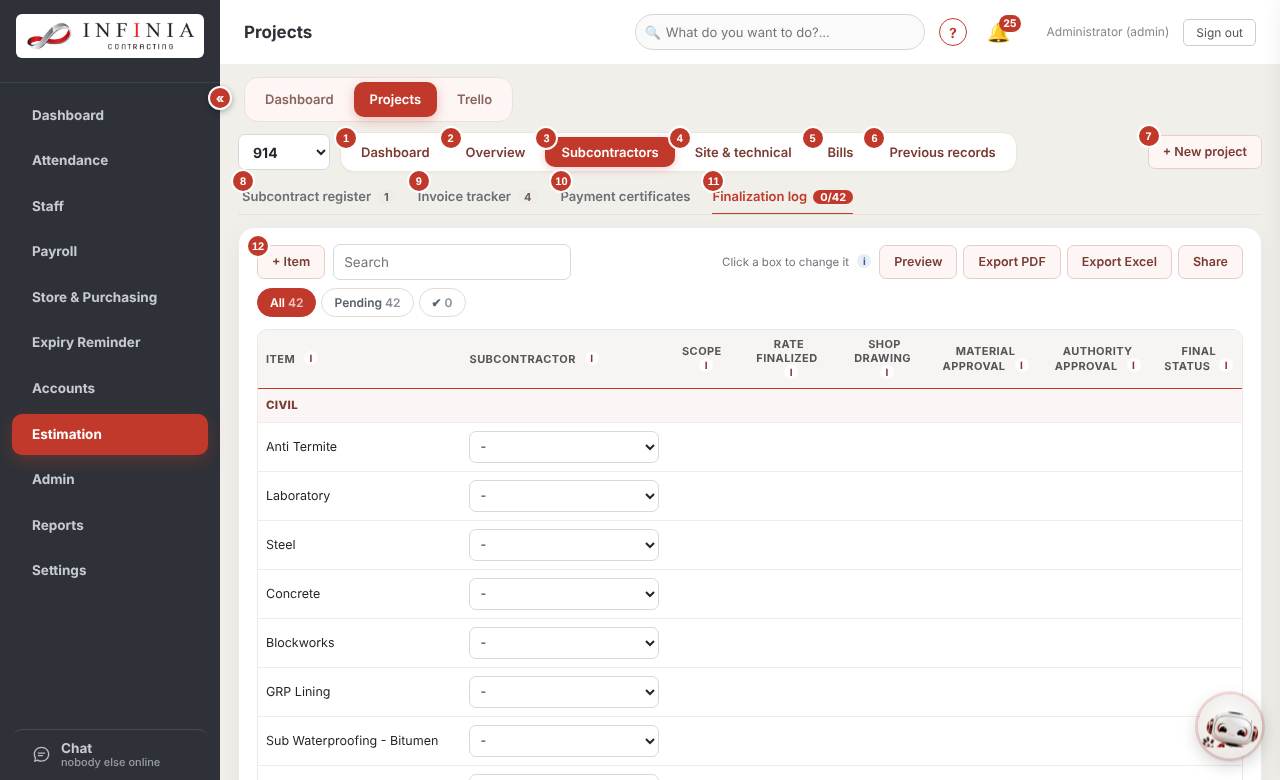 INFINIA
CONTRACTING
Projects
What do you want to do?...
?
25
Administrator (admin)
Sign out
«
Dashboard
Attendance
Staff
Payroll
Store & Purchasing
Expiry Reminder
Accounts
Estimation
Admin
Reports
Settings
Chat
nobody else online
Dashboard
Projects
Trello
914
1
Dashboard
2
Overview
3
Subcontractors
4
Site & technical
5
Bills
6
Previous records
7
+ New project
8
Subcontract register 1
9
Invoice tracker 4
10
Payment certificates
11
Finalization log 0/42
12
+ Item
Search
Click a box to change it i
Preview
Export PDF
Export Excel
Share
All 42
Pending 42
✔ 0
ITEM I
SUBCONTRACTOR I
SCOPE I
RATE FINALIZED I
SHOP DRAWING I
MATERIAL APPROVAL I
AUTHORITY APPROVAL I
FINAL STATUS I
CIVIL
Anti Termite -
Laboratory -
Steel -
Concrete -
Blockworks -
GRP Lining -
Sub Waterproofing - Bitumen -